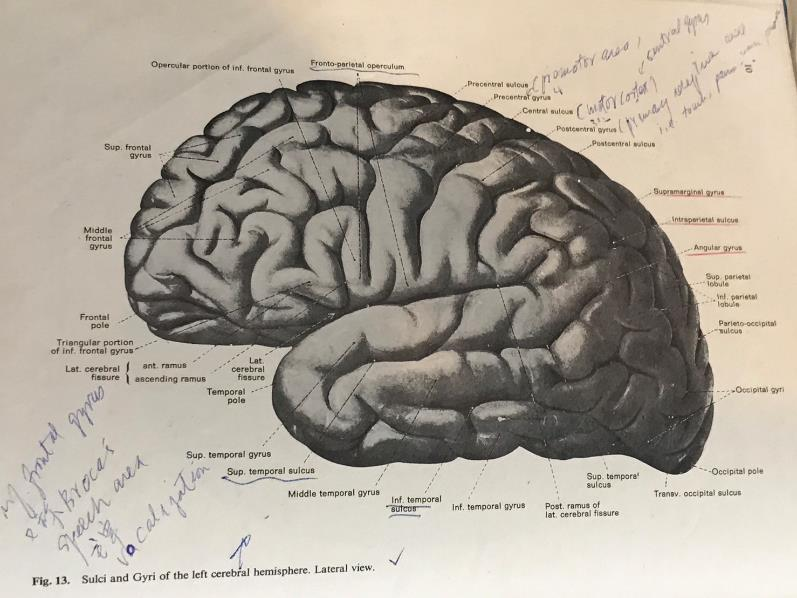 Opercular portion of inf. frontal gyrus
Fronto-parietal operculum
Precentral sulcus (premotor area)
Precentral gyrus
central gyrus
Central sulcus (motor cortex)
Postcentral gyrus (primary
Postcentral sulcus
i.e touch,
Sup. frontal
gyrus
Supramarginal gyrus
Intraparietal sulcus
Middle
frontal
gyrus
Angular gyrus
Sup. parietal
lobule
Inf. parietal
lobule
Frontal
pole
Parieto-occipital
sulcus
Triangular portion
of inf. frontal gyrus
Lat. cerebral
fissure
ant. ramus
ascending ramus
Lat.
cerebral
fissure
Temporal
pole
Occipital gyri
Sup. temporal gyrus
Sup. temporal sulcus
Middle temporal gyrus
Inf. temporal
sulcus
Inf. temporal gyrus
Post. ramus of
lat. cerebral fissure
Sup. temporal
sulcus
Transv. occipital sulcus
Occipital pole
frontal gyrus
Broca's
speech area
vocalization
Fig. 13. Sulci and Gyri of the left cerebral hemisphere. Lateral view.